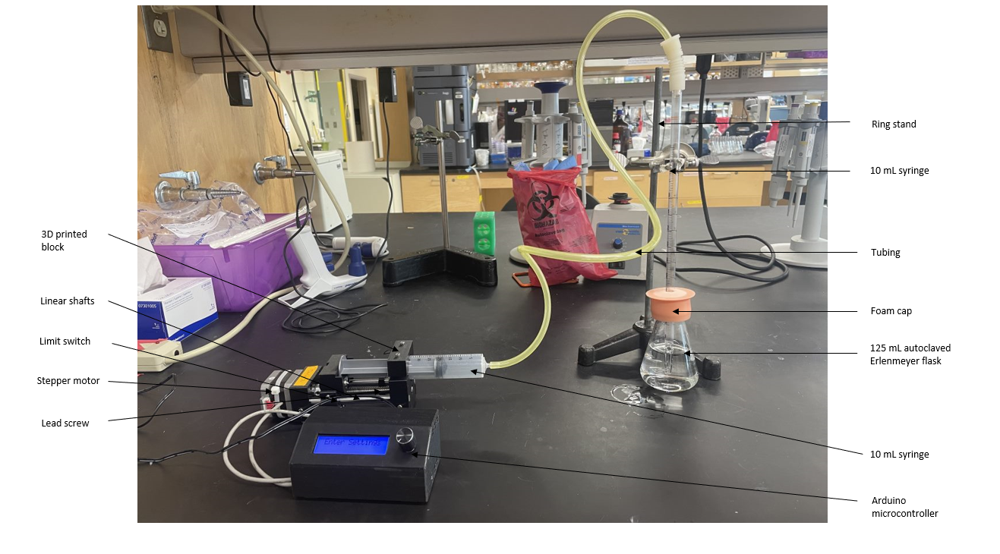 Ring stand
10 mL syringe
3D printed
block
Tubing
Linear shafts
Foam cap
Limit switch
125 mL autoclaved
Erlenmeyer flask
Stepper motor
Lead screw
10 mL syringe
Arduino
microcontroller
BIOHAZARD
Enter Settings
07301005